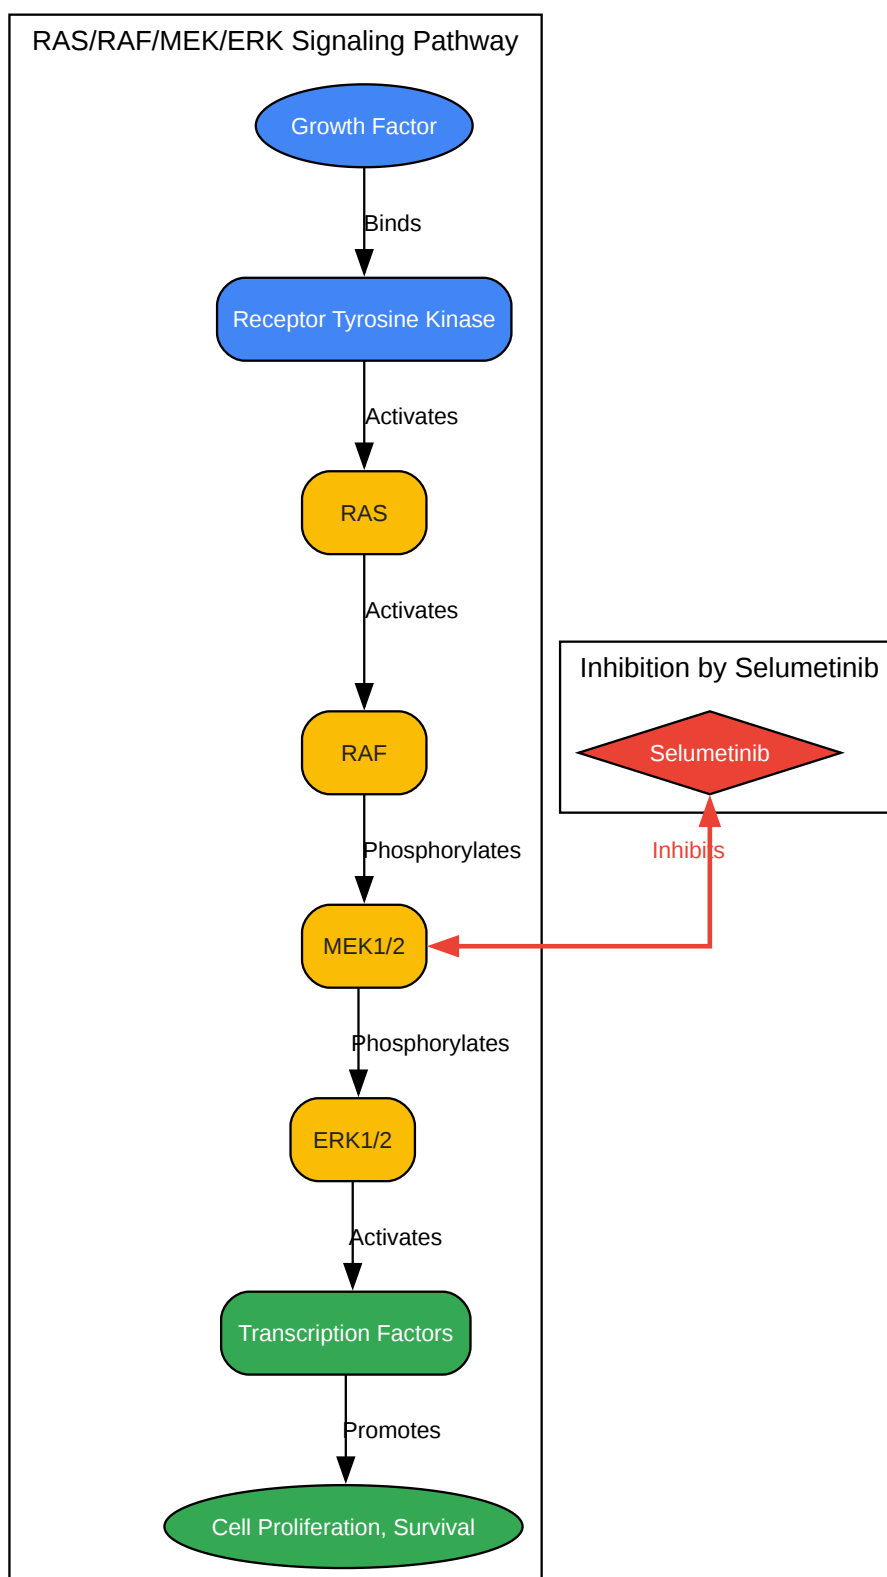 RAS/RAF/MEK/ERK Signaling Pathway
Growth Factor
Binds
Receptor Tyrosine Kinase
Activates
RAS
Activates
Inhibition by Selumetinib
RAF
Selumetinib
Phosphorylates
Inhibits
MEK1/2
Phosphorylates
ERK1/2
Activates
Transcription Factors
Promotes
Cell Proliferation, Survival